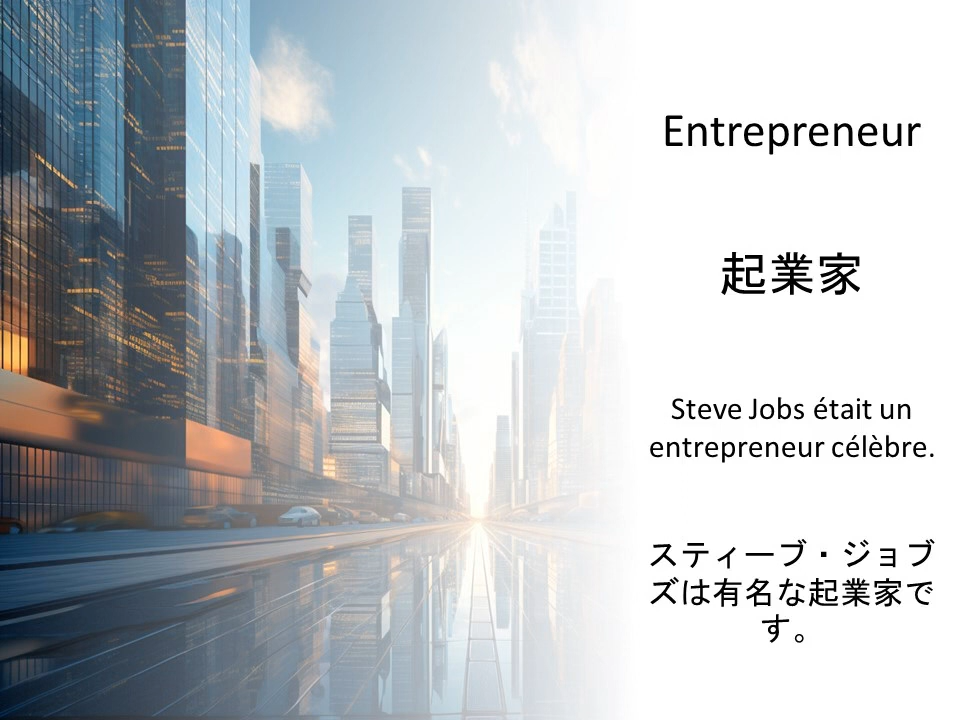 Entrepreneur
起業家
Steve Jobs était un
entrepreneur célèbre.
スティーブ・ジョブ
ズは有名な起業家で
す。